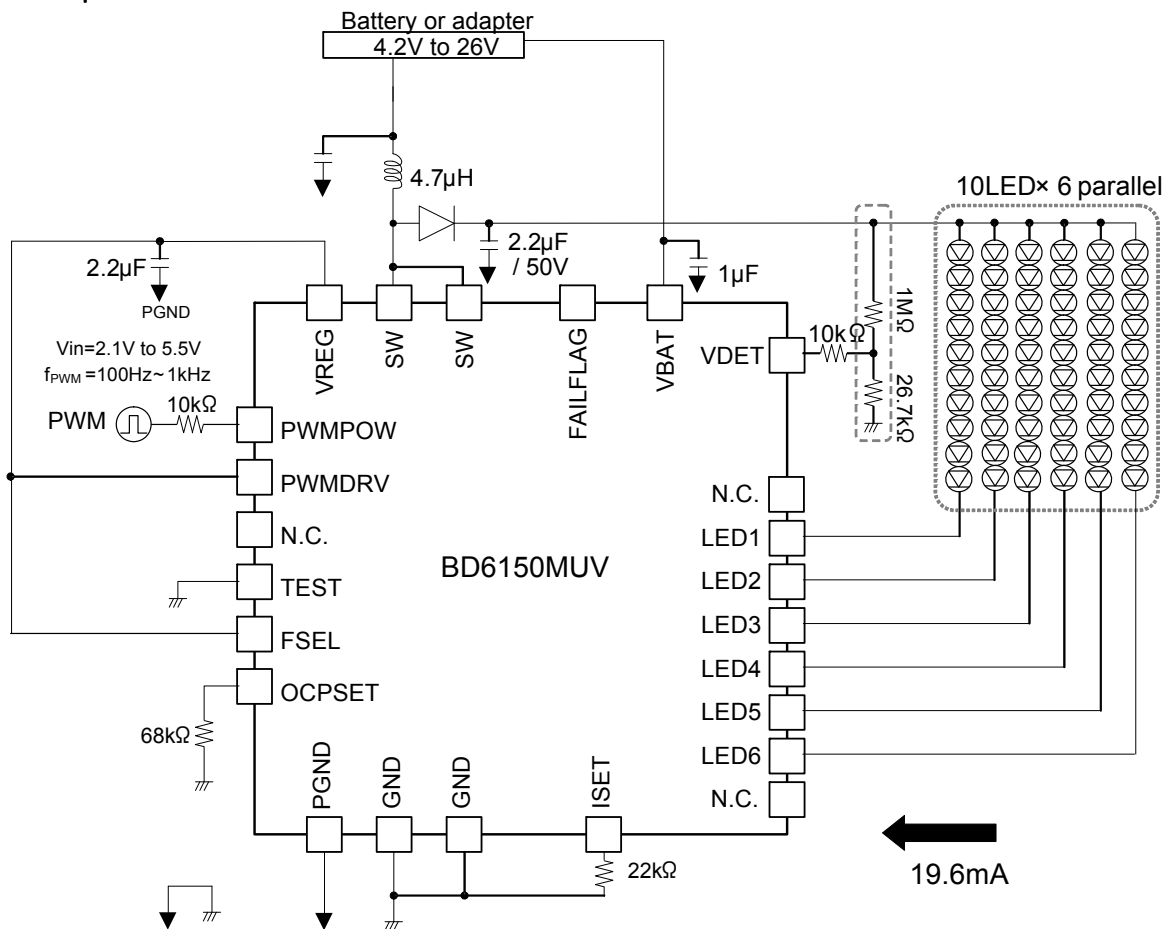 Battery or adapter
4.2V to 26V
4.7µH
10LED× 6 parallel
2.2µF
/ 50V
1µF
2.2µF
PGND
1MΩ
10kΩ
26.7kΩ
VREG
SW
SW
FAILFLAG
VBAT
VDET
Vin=2.1V to 5.5V
fPWM =100Hz~1kHz
PWM
10kΩ
PWMPOW
PWMDRV
N.C.
TEST
FSEL
OCPSET
68kΩ
BD6150MUV
N.C.
LED1
LED2
LED3
LED4
LED5
LED6
N.C.
PGND
GND
GND
ISET
22kΩ
19.6mA